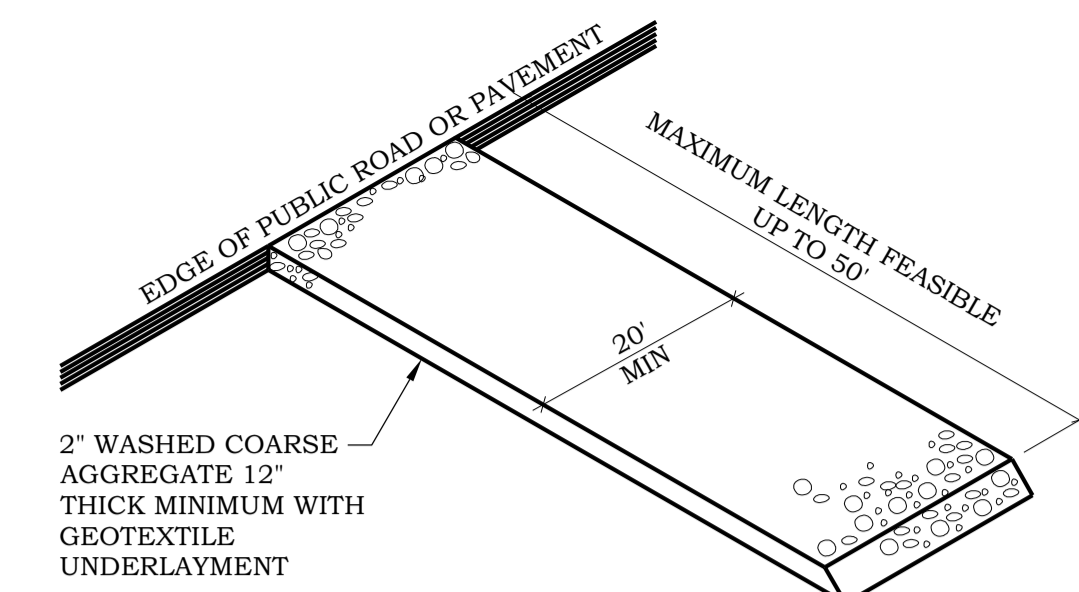 EDGE OF PUBLIC ROAD OR PAVEMENT
MAXIMUM LENGTH FEASIBLE
UP TO 50'
20'
MIN
2" WASHED COARSE
AGGREGATE 12"
THICK MINIMUM WITH
GEOTEXTILE
UNDERLAYMENT